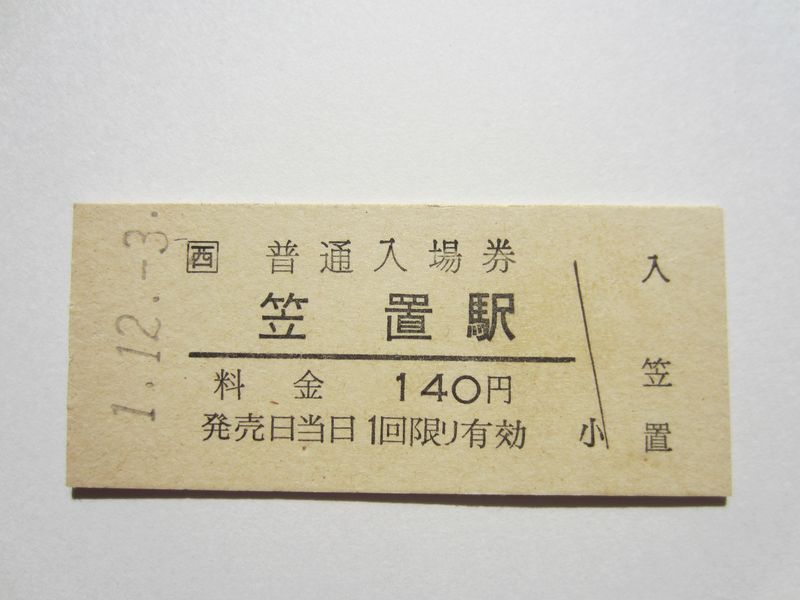 1.12.-3.
西 普通入場券
笠置駅
料金 140円
発売日当日1回限り有効
小
入
笠
置